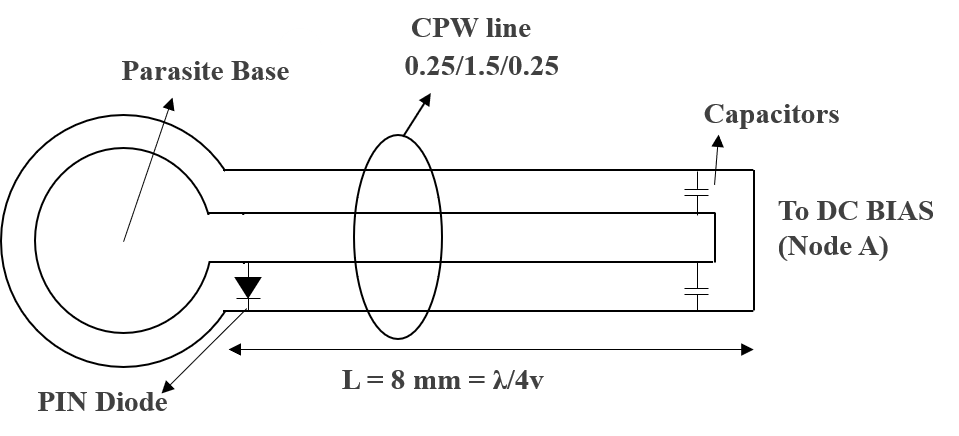 CPW line
0.25/1.5/0.25
Parasite Base
Capacitors
To DC BIAS
(Node A)
L = 8 mm = λ/4v
PIN Diode